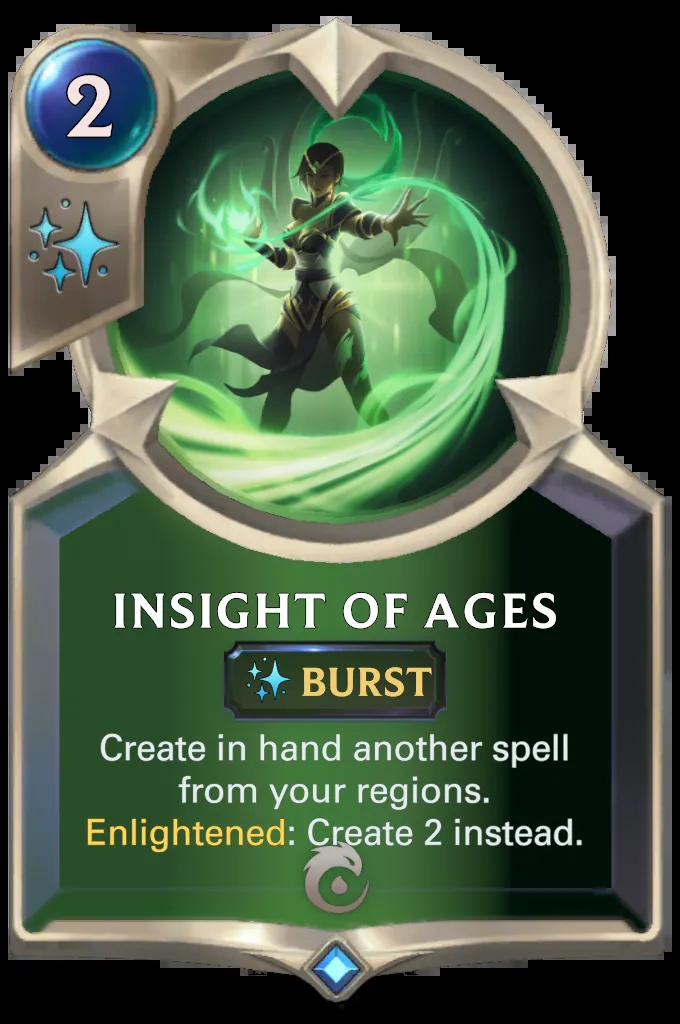 2
INSIGHT OF AGES
BURST
Create in hand another spell
from your regions.
Enlightened: Create 2 instead.